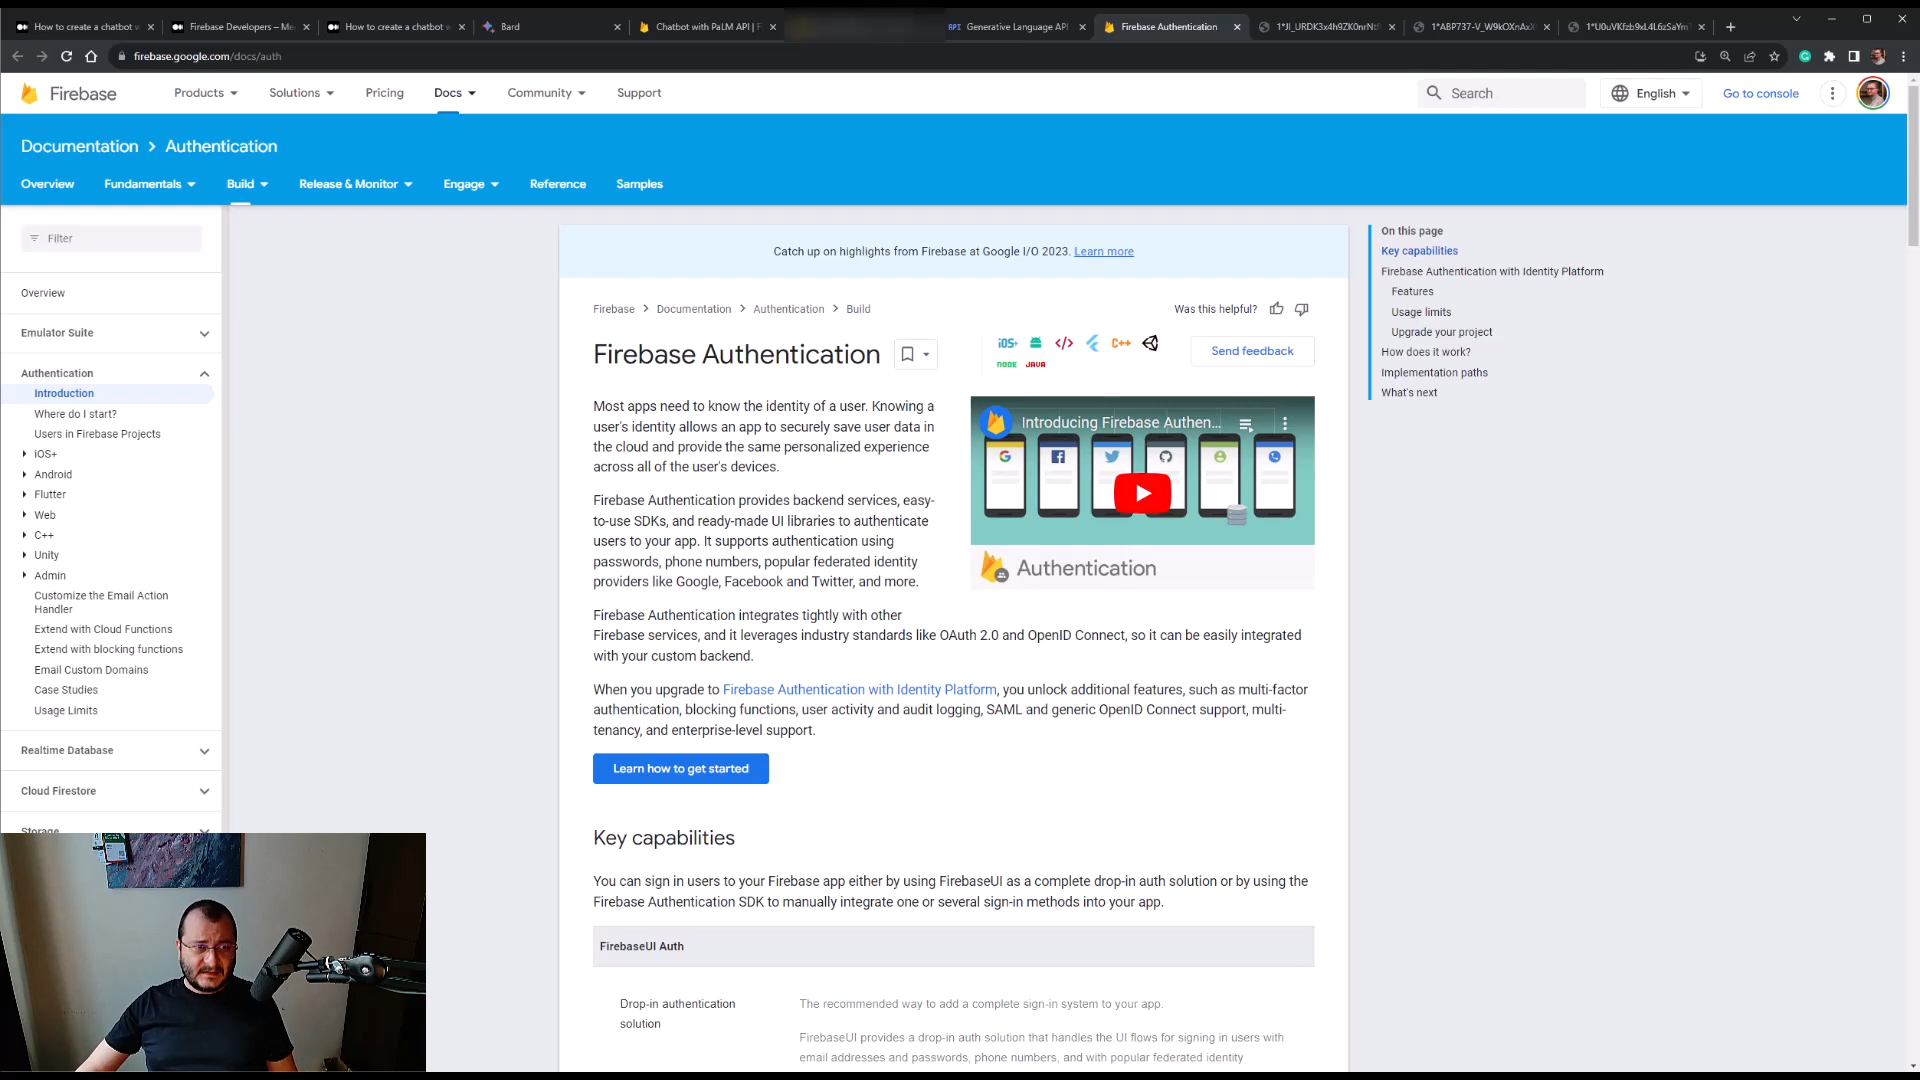 How to create a chatbot w
Firebase Developers – Me
How to create a chatbot w
Bard
Chatbot with PaLM API | F
API Generative Language API
Firebase Authentication
firebase.google.com/docs/auth
Firebase
Products
Solutions
Pricing
Docs
Community
Support
Search
English
Go to console
Documentation > Authentication
Overview
Fundamentals
Build
Release & Monitor
Engage
Reference
Samples
Filter
Overview
Emulator Suite
Authentication
Introduction
Where do I start?
Users in Firebase Projects
iOS+
Android
Flutter
Web
C++
Unity
Admin
Customize the Email Action
Handler
Extend with Cloud Functions
Extend with blocking functions
Email Custom Domains
Case Studies
Usage Limits
Realtime Database
Cloud Firestore
Storage
Catch up on highlights from Firebase at Google I/O 2023. Learn more
Firebase > Documentation > Authentication > Build
Was this helpful?
Firebase Authentication
iOS+ C++
NODE JAVA
Send feedback
Most apps need to know the identity of a user. Knowing a
user's identity allows an app to securely save user data in
the cloud and provide the same personalized experience
across all of the user's devices.
Firebase Authentication provides backend services, easy-
to-use SDKs, and ready-made UI libraries to authenticate
users to your app. It supports authentication using
passwords, phone numbers, popular federated identity
providers like Google, Facebook and Twitter, and more.
Introducing Firebase Authen...
Authentication
Firebase Authentication integrates tightly with other
Firebase services, and it leverages industry standards like OAuth 2.0 and OpenID Connect, so it can be easily integrated
with your custom backend.
When you upgrade to Firebase Authentication with Identity Platform, you unlock additional features, such as multi-factor
authentication, blocking functions, user activity and audit logging, SAML and generic OpenID Connect support, multi-
tenancy, and enterprise-level support.
Learn how to get started
Key capabilities
You can sign in users to your Firebase app either by using FirebaseUI as a complete drop-in auth solution or by using the
Firebase Authentication SDK to manually integrate one or several sign-in methods into your app.
FirebaseUI Auth
Drop-in authentication
solution
The recommended way to add a complete sign-in system to your app.
FirebaseUI provides a drop-in auth solution that handles the UI flows for signing in users with
email addresses and passwords, phone numbers, and with popular federated identity
On this page
Key capabilities
Firebase Authentication with Identity Platform
Features
Usage limits
Upgrade your project
How does it work?
Implementation paths
What's next